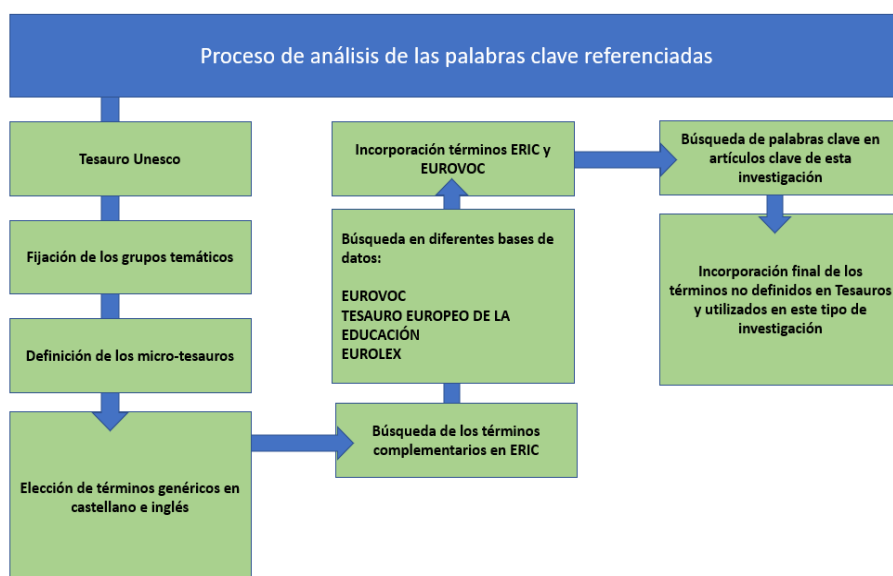 Proceso de análisis de las palabras clave referenciadas
Tesauro Unesco
Fijación de los grupos temáticos
Definición de los micro-tesauros
Elección de términos genéricos en
castellano e inglés
Búsqueda de los términos
complementarios en ERIC
Búsqueda en diferentes bases de
datos:
EUROVOC
TESAURO EUROPEO DE LA
EDUCACIÓN
EUROLEX
Incorporación términos ERIC y
EUROVOC
Búsqueda de palabras clave en
artículos clave de esta
investigación
Incorporación final de los
términos no definidos en Tesauros
y utilizados en este tipo de
investigación